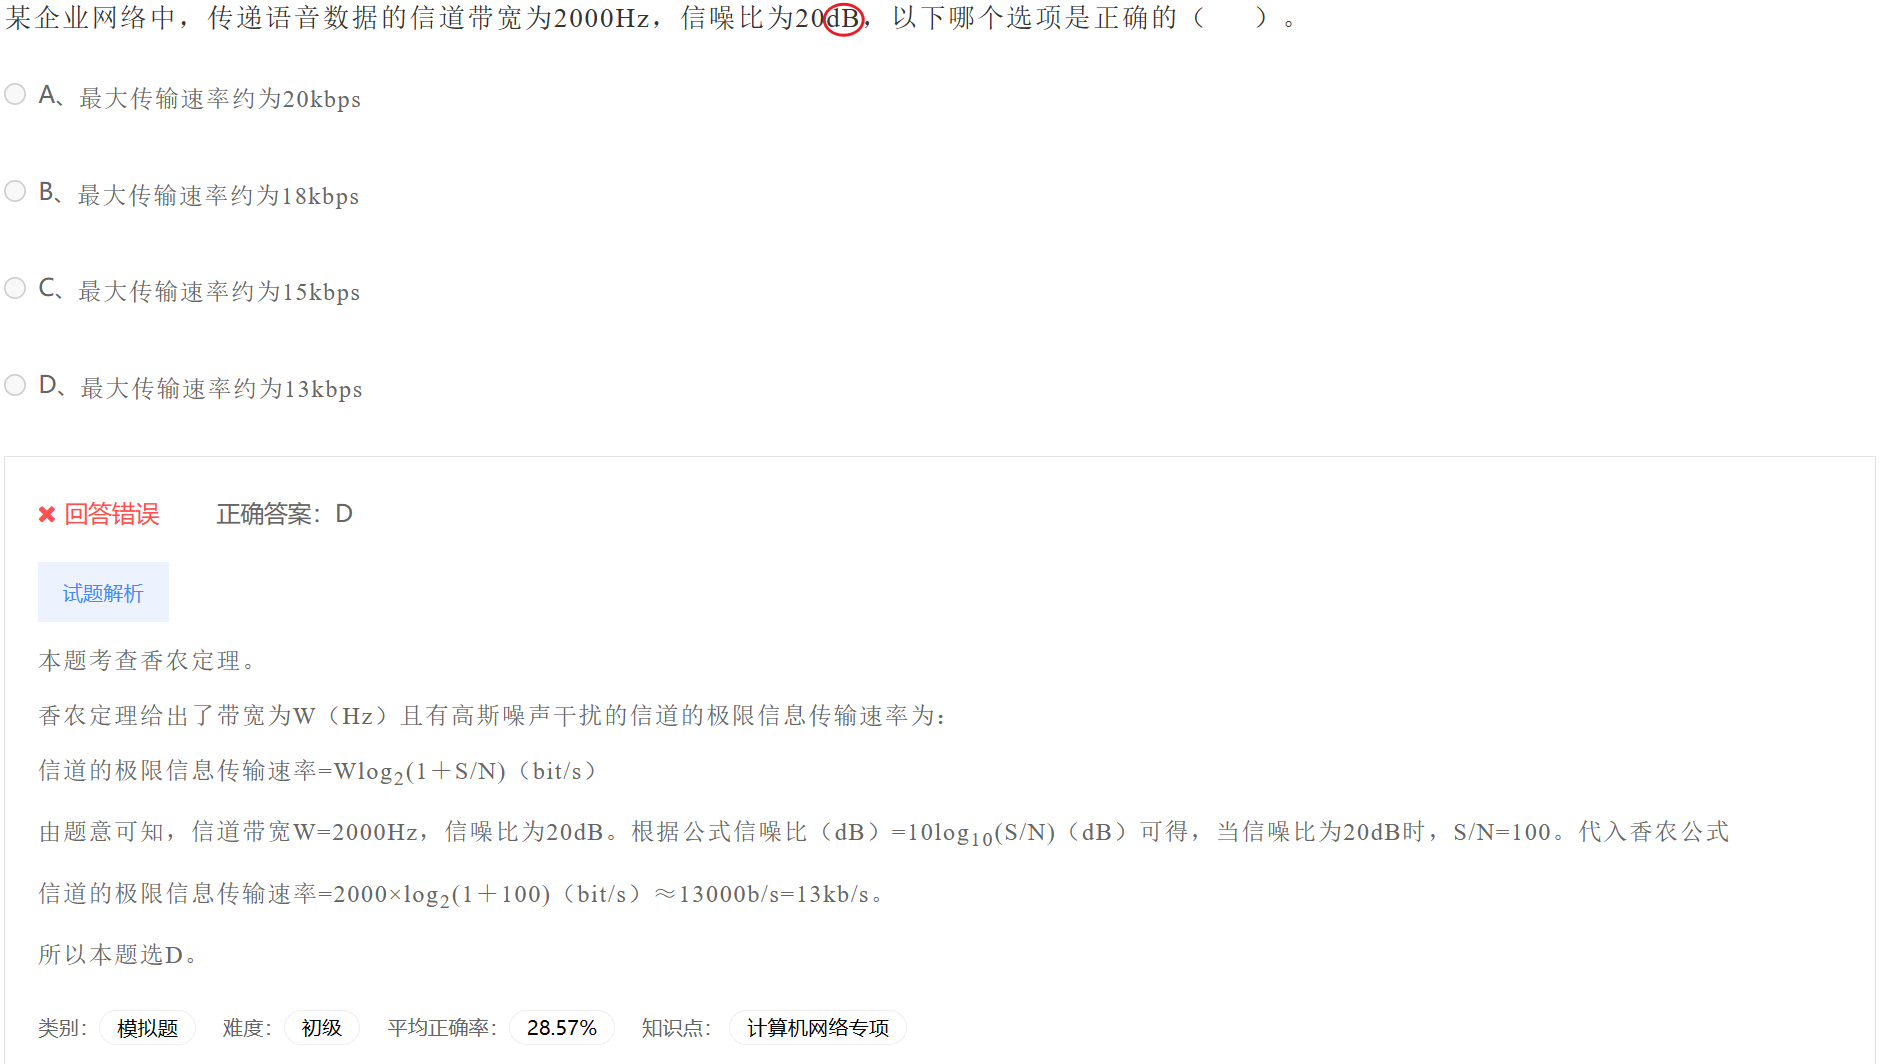 某企业网络中，传递语音数据的信道带宽为2000Hz，信噪比为20dB，以下哪个选项是正确的（　　）。
A、最大传输速率约为20kbps
B、最大传输速率约为18kbps
C、最大传输速率约为15kbps
D、最大传输速率约为13kbps
回答错误 正确答案：D
试题解析
本题考查香农定理。
香农定理给出了带宽为W（Hz）且有高斯噪声干扰的信道的极限信息传输速率为：
信道的极限信息传输速率=Wlog₂(1＋S/N)（bit/s）
由题意可知，信道带宽W=2000Hz，信噪比为20dB。根据公式信噪比（dB）=10log₁₀(S/N)（dB）可得，当信噪比为20dB时，S/N=100。代入香农公式
信道的极限信息传输速率=2000×log₂(1＋100)（bit/s）≈13000b/s=13kb/s。
所以本题选D。
类别： 模拟题 难度： 初级 平均正确率： 28.57% 知识点： 计算机网络专项